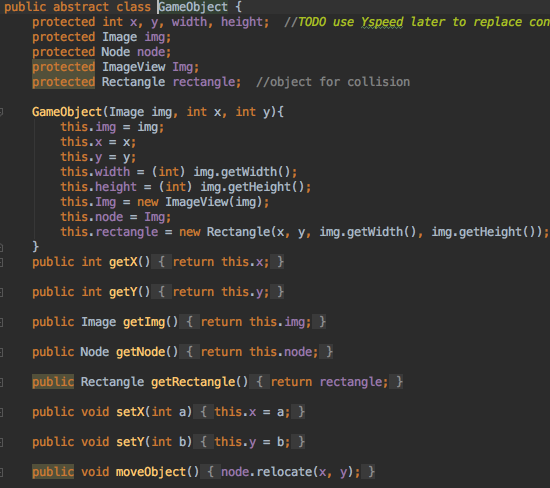 public abstract class GameObject {
    protected int x, y, width, height;  //TODO use Yspeed later to replace con
    protected Image img;
    protected Node node;
    protected ImageView Img;
    protected Rectangle rectangle;  //object for collision
    GameObject(Image img, int x, int y){
        this.img = img;
        this.x = x;
        this.y = y;
        this.width = (int) img.getWidth();
        this.height = (int) img.getHeight();
        this.Img = new ImageView(img);
        this.node = Img;
        this.rectangle = new Rectangle(x, y, img.getWidth(), img.getHeight());
    }
    public int getX() { return this.x; }
    public int getY() { return this.y; }
    public Image getImg() { return this.img; }
    public Node getNode() { return this.node; }
    public Rectangle getRectangle() { return rectangle; }
    public void setX(int a) { this.x = a; }
    public void setY(int b) { this.y = b; }
    public void moveObject() { node.relocate(x, y); }